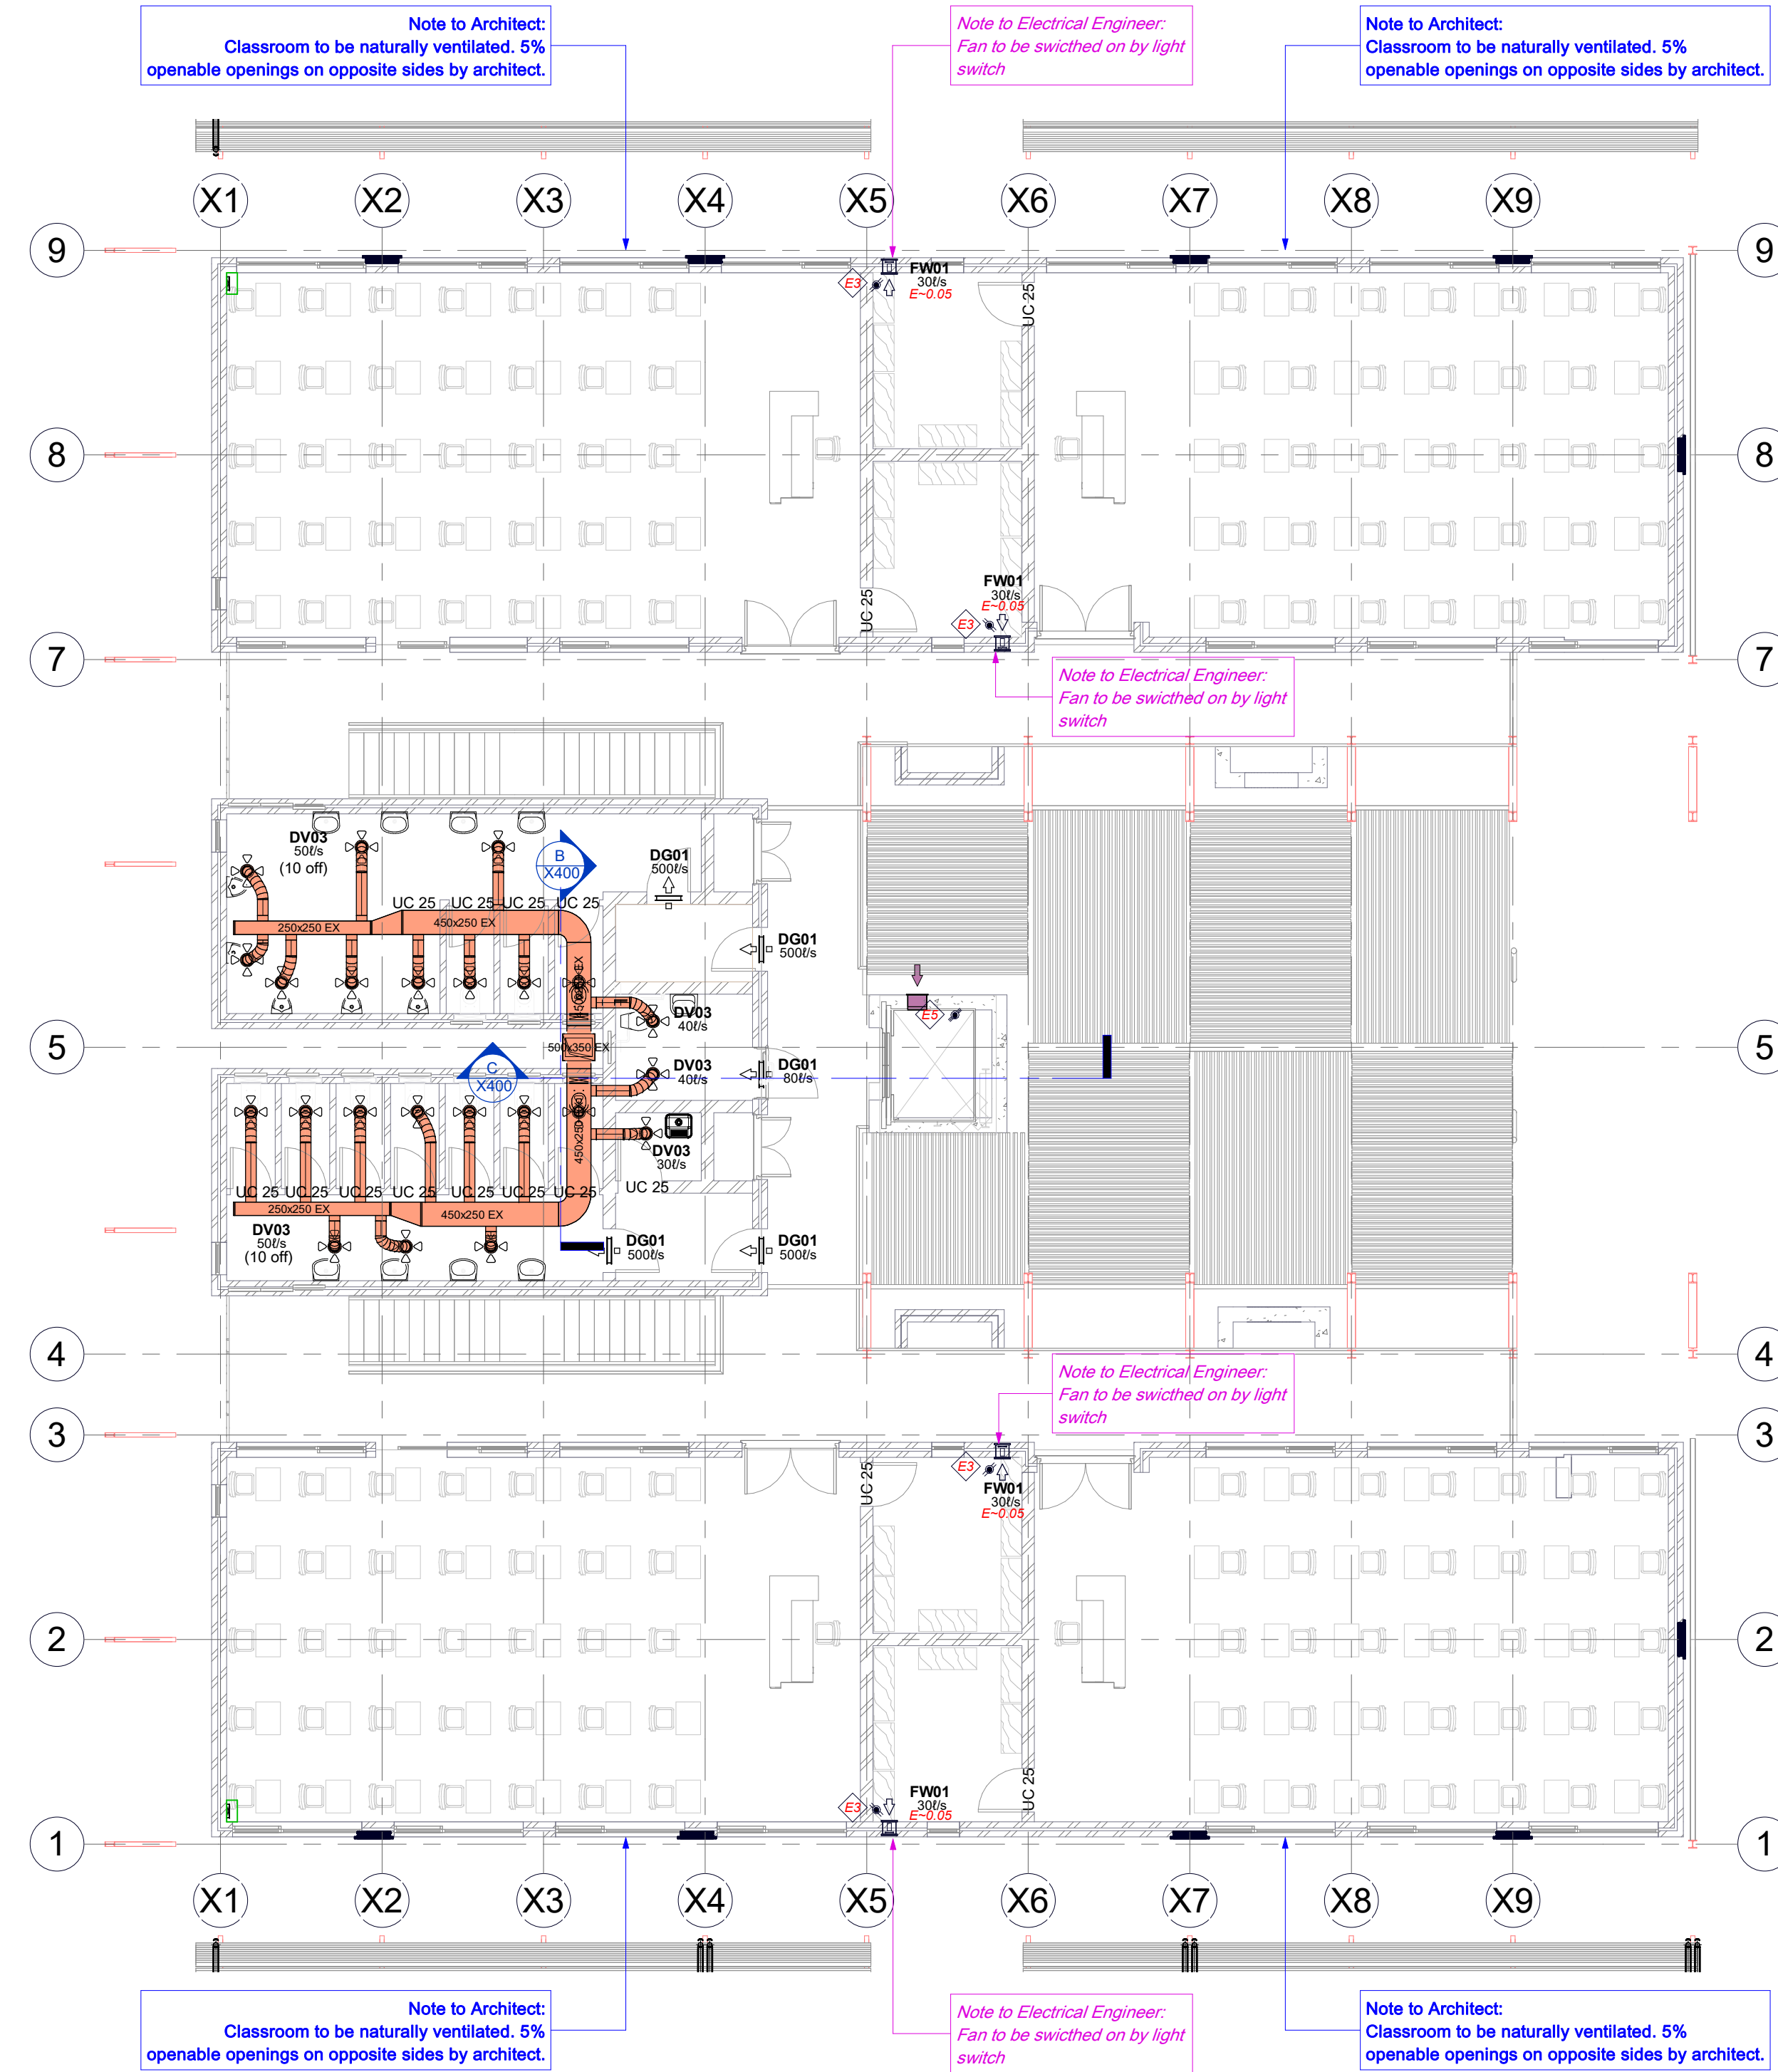 Note to Architect:
Classroom to be naturally ventilated. 5%
openable openings on opposite sides by architect.
Note to Electrical Engineer:
Fan to be swicthed on by light
switch
Note to Architect:
Classroom to be naturally ventilated. 5%
openable openings on opposite sides by architect.
X1 X2 X3 X4 X5 X6 X7 X8 X9
9 9
E3
FW01
30ℓ/s
E~0.05
UC 25
8 8
UC 25
FW01
30ℓ/s
E~0.05
E3
7 7
Note to Electrical Engineer:
Fan to be swicthed on by light
switch
DV03
50ℓ/s
(10 off)
B
X400
DG01
500ℓ/s
UC 25 UC 25 UC 25 UC 25
250x250 EX
450x250 EX
DG01
500ℓ/s
DV03
40ℓ/s
E5
5 5
500x350 EX
C
X400
DV03
40ℓ/s
DG01
80ℓ/s
DV03
30ℓ/s
UC 25 UC 25 UC 25 UC 25 UC 25 UC 25 UC 25
UC 25
250x250 EX
450x250 EX
DV03
50ℓ/s
(10 off)
DG01
500ℓ/s
DG01
500ℓ/s
4 4
Note to Electrical Engineer:
Fan to be swicthed on by light
switch
3 3
UC 25
E3
FW01
30ℓ/s
E~0.05
2 2
UC 25
E3
FW01
30ℓ/s
E~0.05
1 1
X1 X2 X3 X4 X5 X6 X7 X8 X9
Note to Architect:
Classroom to be naturally ventilated. 5%
openable openings on opposite sides by architect.
Note to Electrical Engineer:
Fan to be swicthed on by light
switch
Note to Architect:
Classroom to be naturally ventilated. 5%
openable openings on opposite sides by architect.